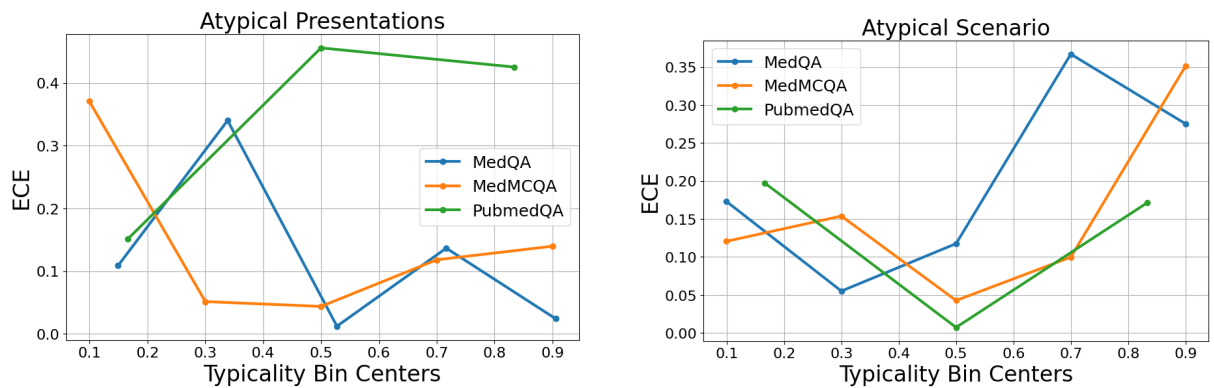 Atypical Presentations
ECE
0.4
0.3
0.2
0.1
0.0
MedQA
MedMCQA
PubmedQA
0.1 0.2 0.3 0.4 0.5 0.6 0.7 0.8 0.9
Typicality Bin Centers
Atypical Scenario
ECE
0.35
0.30
0.25
0.20
0.15
0.10
0.05
0.00
MedQA
MedMCQA
PubmedQA
0.1 0.2 0.3 0.4 0.5 0.6 0.7 0.8 0.9
Typicality Bin Centers